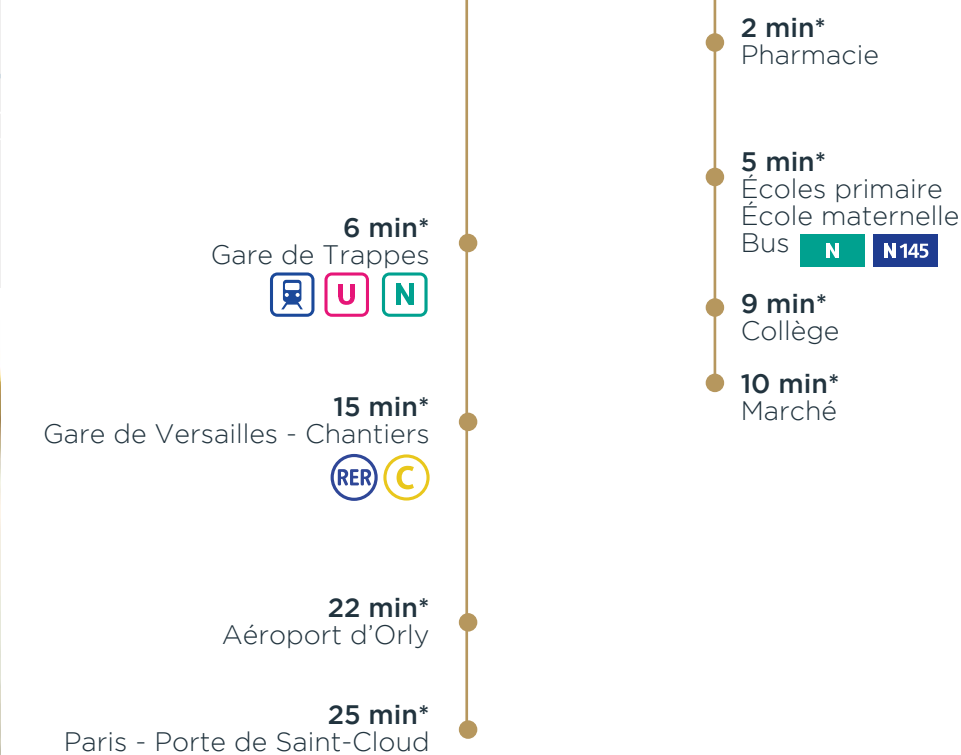 6 min*
Gare de Trappes
U N
15 min*
Gare de Versailles - Chantiers
RER C
22 min*
Aéroport d'Orly
25 min*
Paris - Porte de Saint-Cloud
2 min*
Pharmacie
5 min*
Écoles primaire
École maternelle
Bus N N145
9 min*
Collège
10 min*
Marché